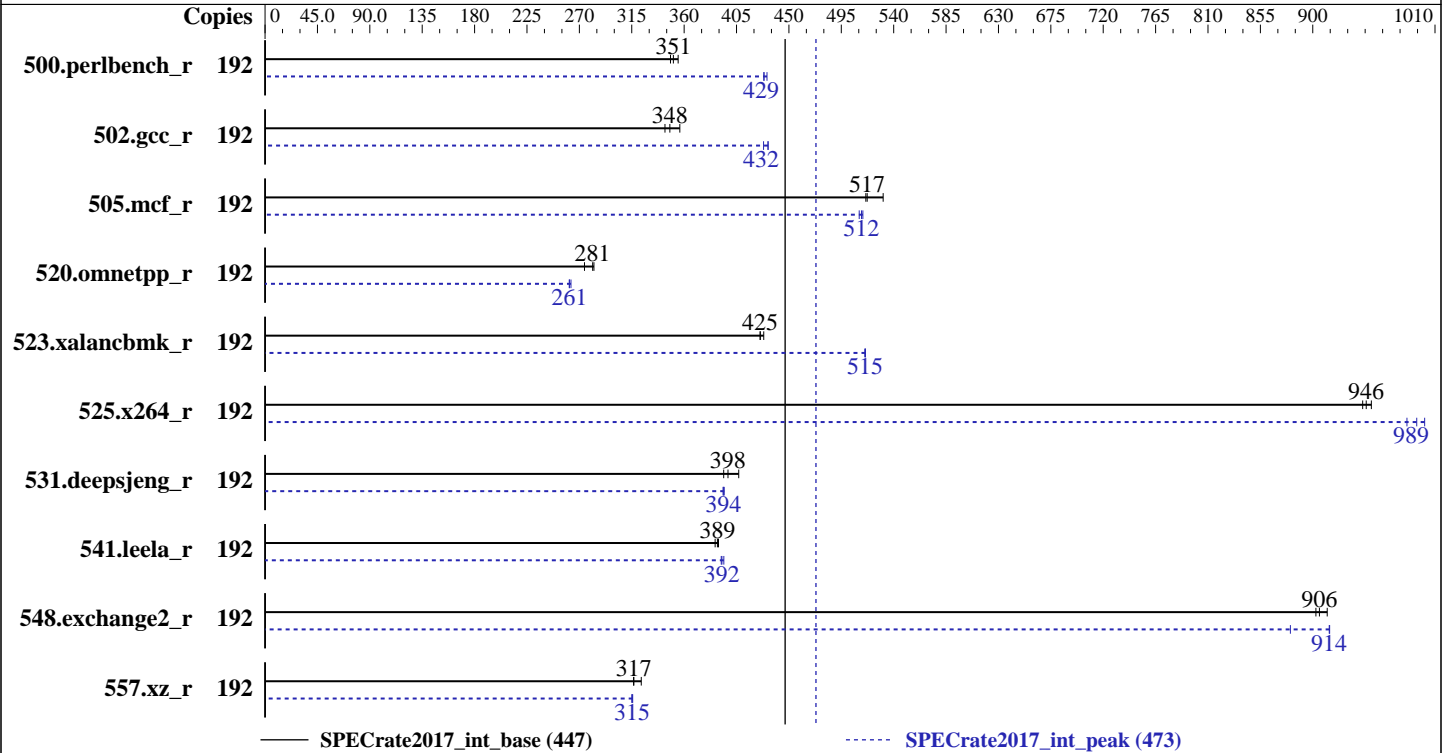 Copies 0 45.0 90.0 135 180 225 270 315 360 405 450 495 540 585 630 675 720 765 810 855 900 1010
351
500.perlbench_r 192
429
348
502.gcc_r 192
432
517
505.mcf_r 192
512
281
520.omnetpp_r 192
261
425
523.xalancbmk_r 192
515
946
525.x264_r 192
989
398
531.deepsjeng_r 192
394
389
541.leela_r 192
392
906
548.exchange2_r 192
914
317
557.xz_r 192
315
SPECrate2017_int_base (447) SPECrate2017_int_peak (473)